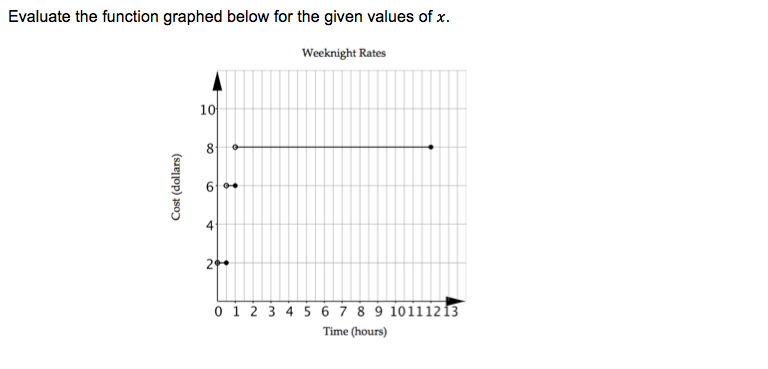 Evaluate the function graphed below for the given values of x.
Weeknight Rates
10
8
6
4
2
Cost (dollars)
0 1 2 3 4 5 6 7 8 9 10 11 12 13
Time (hours)